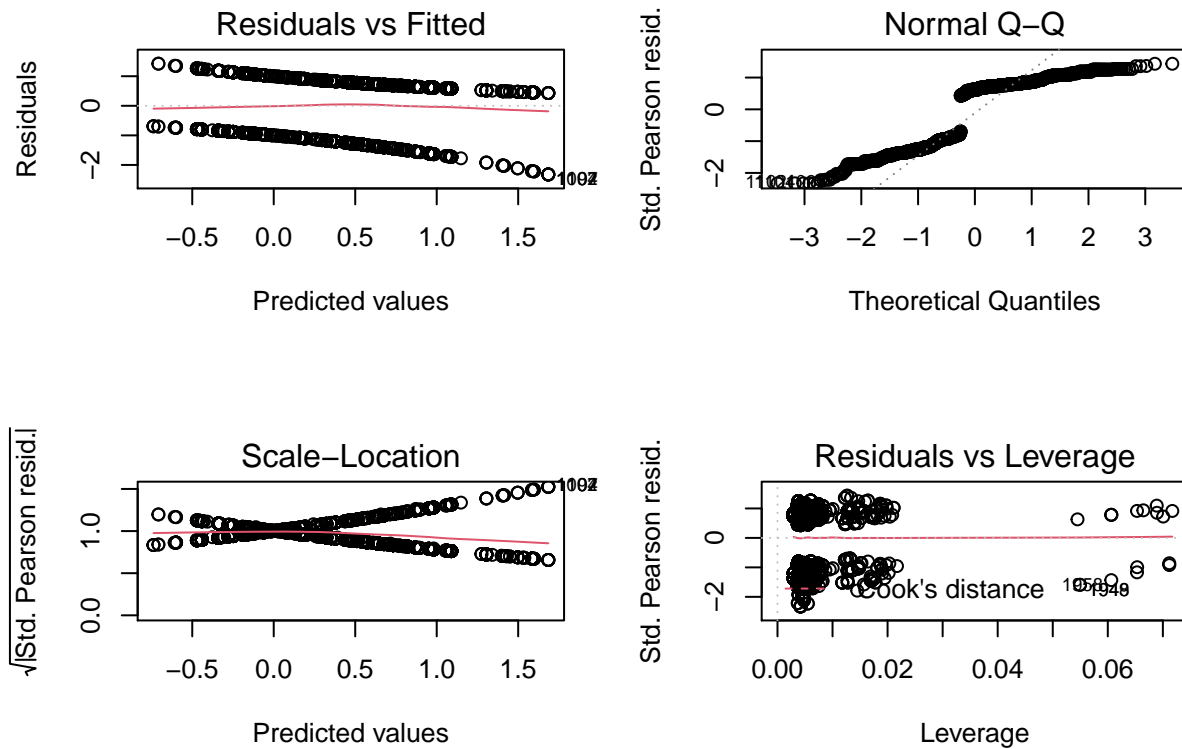 Residuals vs Fitted
Residuals
0
−2
−0.5 0.0 0.5 1.0 1.5
Predicted values
Normal Q−Q
Std. Pearson resid.
0
−2
−3 −2 −1 0 1 2 3
Theoretical Quantiles
Scale−Location
√|Std. Pearson resid.|
1.0
0.0
−0.5 0.0 0.5 1.0 1.5
Predicted values
Residuals vs Leverage
Std. Pearson resid.
0
−2
Cook's distance
0.00 0.02 0.04 0.06
Leverage